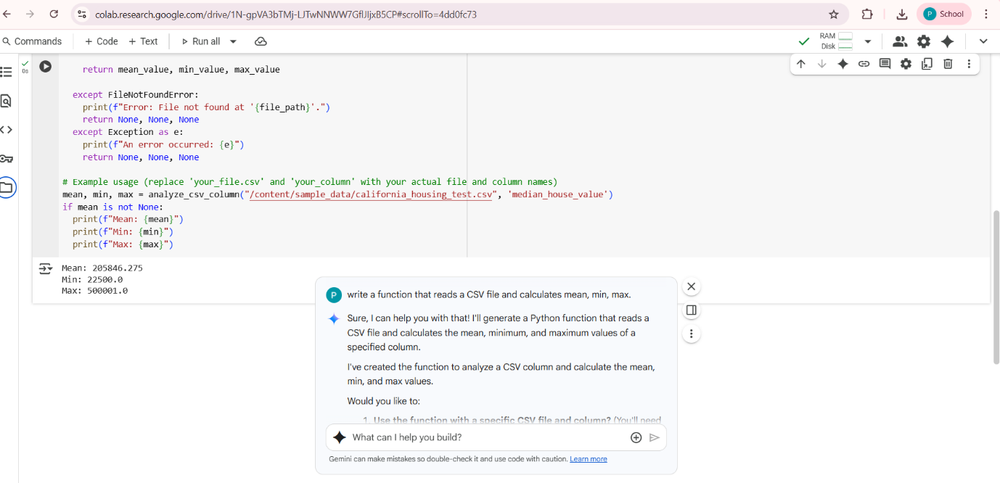 colab.research.google.com/drive/1N-gpVA3bTMj-LJTwNNWW7GflJIjxB5CP#scrollTo=4dd0fc73
P School
Commands + Code + Text Run all
RAM
Disk
0s
return mean_value, min_value, max_value
except FileNotFoundError:
print(f"Error: File not found at '{file_path}'.")
return None, None, None
except Exception as e:
print(f"An error occurred: {e}")
return None, None, None
# Example usage (replace 'your_file.csv' and 'your_column' with your actual file and column names)
mean, min, max = analyze_csv_column("/content/sample_data/california_housing_test.csv", 'median_house_value')
if mean is not None:
print(f"Mean: {mean}")
print(f"Min: {min}")
print(f"Max: {max}")
Mean: 205846.275
Min: 22500.0
Max: 500001.0
P write a function that reads a CSV file and calculates mean, min, max.
Sure, I can help you with that! I'll generate a Python function that reads a
CSV file and calculates the mean, minimum, and maximum values of a
specified column.
I've created the function to analyze a CSV column and calculate the mean,
min, and max values.
Would you like to:
1. Use the function with a specific CSV file and column? (You'll need
What can I help you build?
Gemini can make mistakes so double-check it and use code with caution. Learn more